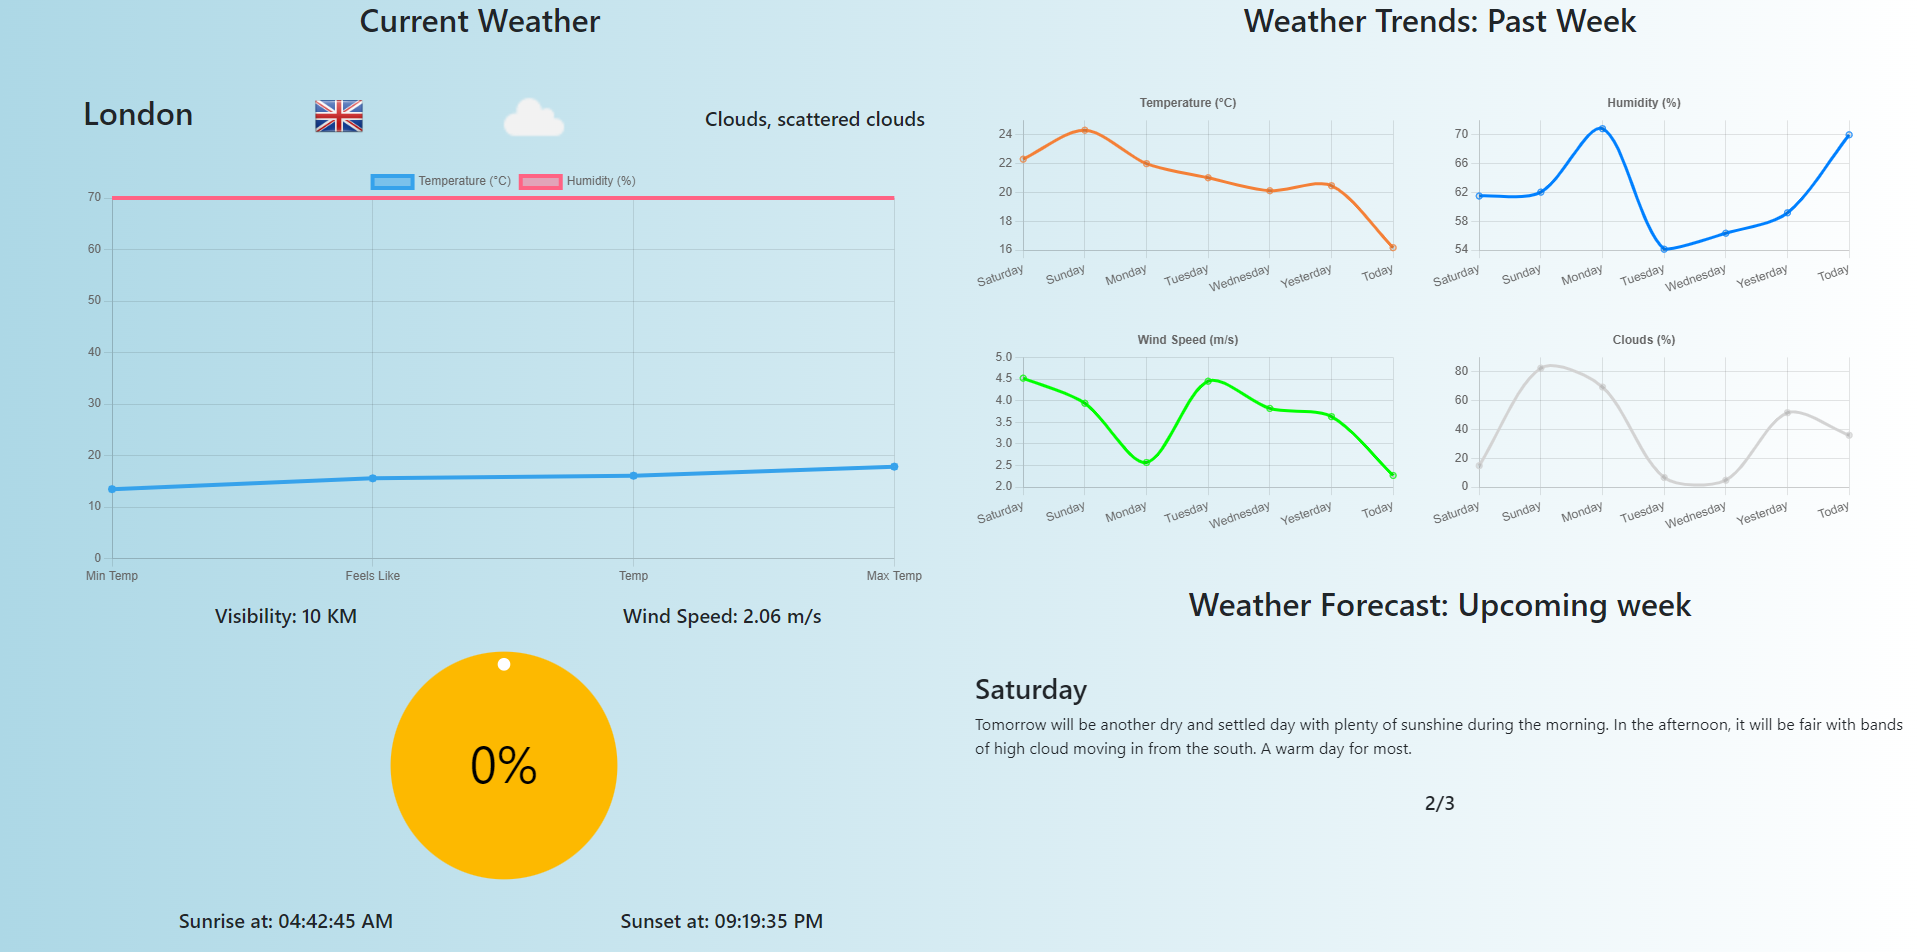 Current Weather
London
Clouds, scattered clouds
Temperature (°C) Humidity (%)
70
60
50
40
30
20
10
0
Min Temp Feels Like Temp Max Temp
Visibility: 10 KM Wind Speed: 2.06 m/s
0%
Sunrise at: 04:42:45 AM Sunset at: 09:19:35 PM
Weather Trends: Past Week
Temperature (°C)
24
22
20
18
16
Saturday Sunday Monday Tuesday Wednesday Yesterday Today
Humidity (%)
70
66
62
58
54
Saturday Sunday Monday Tuesday Wednesday Yesterday Today
Wind Speed (m/s)
5.0
4.5
4.0
3.5
3.0
2.5
2.0
Saturday Sunday Monday Tuesday Wednesday Yesterday Today
Clouds (%)
80
60
40
20
0
Saturday Sunday Monday Tuesday Wednesday Yesterday Today
Weather Forecast: Upcoming week
Saturday
Tomorrow will be another dry and settled day with plenty of sunshine during the morning. In the afternoon, it will be fair with bands
of high cloud moving in from the south. A warm day for most.
2/3